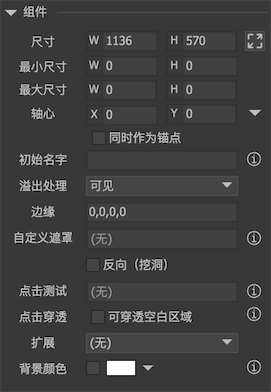 组件
尺寸 W 1136 H 570
最小尺寸 W 0 H 0
最大尺寸 W 0 H 0
轴心 X 0 Y 0
同时作为锚点
初始名字
溢出处理 可见
边缘 0,0,0,0
自定义遮罩 (无)
反向（挖洞）
点击测试 (无)
点击穿透 可穿透空白区域
扩展 (无)
背景颜色